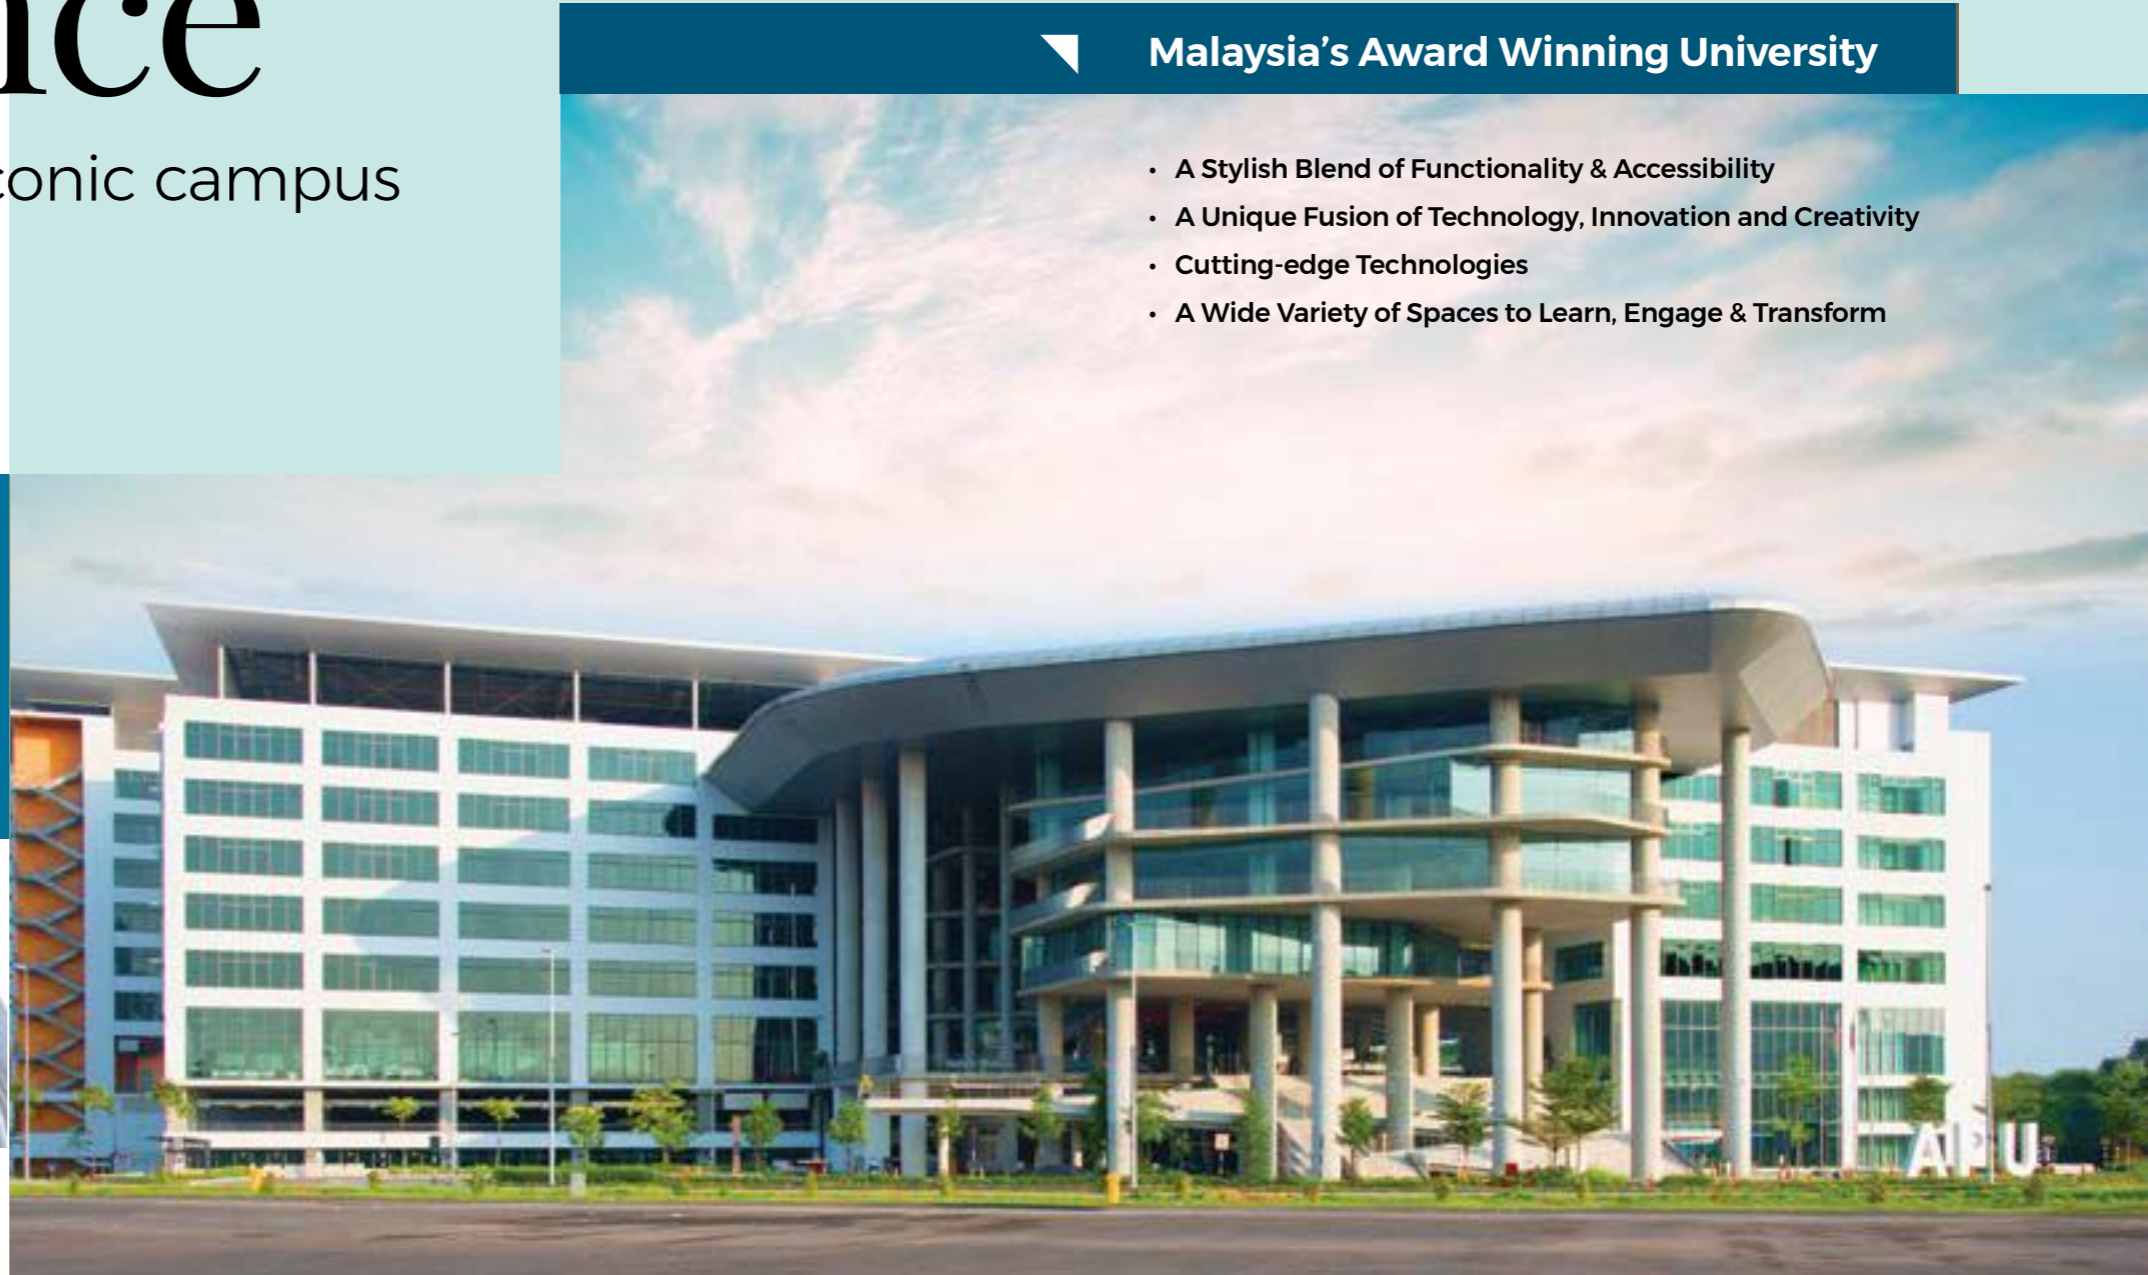 conic campus
Malaysia's Award Winning University
• A Stylish Blend of Functionality & Accessibility
• A Unique Fusion of Technology, Innovation and Creativity
• Cutting-edge Technologies
• A Wide Variety of Spaces to Learn, Engage & Transform
APU